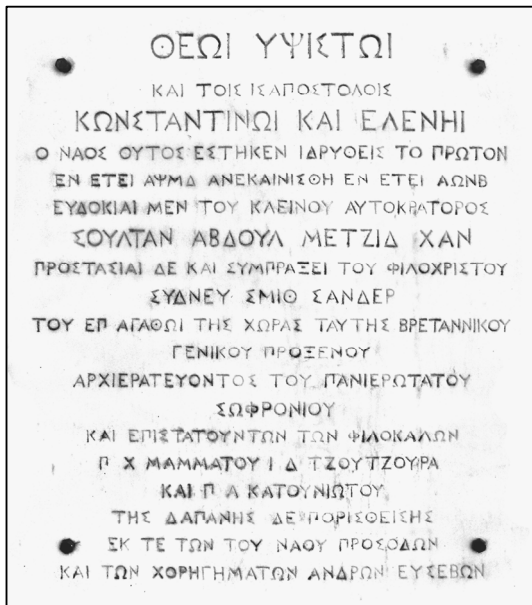 ΘΕΩΙ ΥΨΙΣΤΩΙ
ΚΑΙ ΤΟΙΣ ΙΣΑΠΟΣΤΟΛΟΙΣ
ΚΩΝΣΤΑΝΤΙΝΩΙ ΚΑΙ ΕΛΕΝΗΙ
Ο ΝΑΟΣ ΟΥΤΟΣ ΕΣΤΗΚΕΝ ΙΔΡΥΘΕΙΣ ΤΟ ΠΡΩΤΟΝ
ΕΝ ΕΤΕΙ ΑΨΜΔ ΑΝΕΚΑΙΝΙΣΘΗ ΕΝ ΕΤΕΙ ΑΩΝΒ
ΕΥΔΟΚΙΑΙ ΜΕΝ ΤΟΥ ΚΛΕΙΝΟΥ ΑΥΤΟΚΡΑΤΟΡΟΣ
ΣΟΥΛΤΑΝ ΑΒΔΟΥΛ ΜΕΤΖΙΔ ΧΑΝ
ΠΡΟΣΤΑΣΙΑΙ ΔΕ ΚΑΙ ΣΥΜΠΡΑΞΕΙ ΤΟΥ ΦΙΛΟΧΡΙΣΤΟΥ
ΣΥΔΝΕΥ ΣΜΙΘ ΣΑΝΔΕΡ
ΤΟΥ ΕΠ ΑΓΑΘΩΙ ΤΗΣ ΧΩΡΑΣ ΤΑΥΤΗΣ ΒΡΕΤΑΝΝΙΚΟΥ
ΓΕΝΙΚΟΥ ΠΡΟΞΕΝΟΥ
ΑΡΧΙΕΡΑΤΕΥΟΝΤΟΣ ΤΟΥ ΠΑΝΙΕΡΩΤΑΤΟΥ
ΣΩΦΡΟΝΙΟΥ
ΚΑΙ ΕΠΙΣΤΑΤΟΥΝΤΩΝ ΤΩΝ ΦΙΛΟΚΑΛΩΝ
Π Χ ΜΑΜΜΑΤΟΥ Ι Δ ΤΖΟΥΤΖΟΥΡΑ
ΚΑΙ Π Α ΚΑΤΟΥΝΙΩΤΟΥ
ΤΗΣ ΔΑΠΑΝΗΣ ΔΕ ΠΟΡΙΣΘΕΙΣΗΣ
ΕΚ ΤΕ ΤΩΝ ΤΟΥ ΝΑΟΥ ΠΡΟΣΟΔΩΝ
ΚΑΙ ΤΩΝ ΧΟΡΗΓΗΜΑΤΩΝ ΑΝΔΡΩΝ ΕΥΣΕΒΩΝ